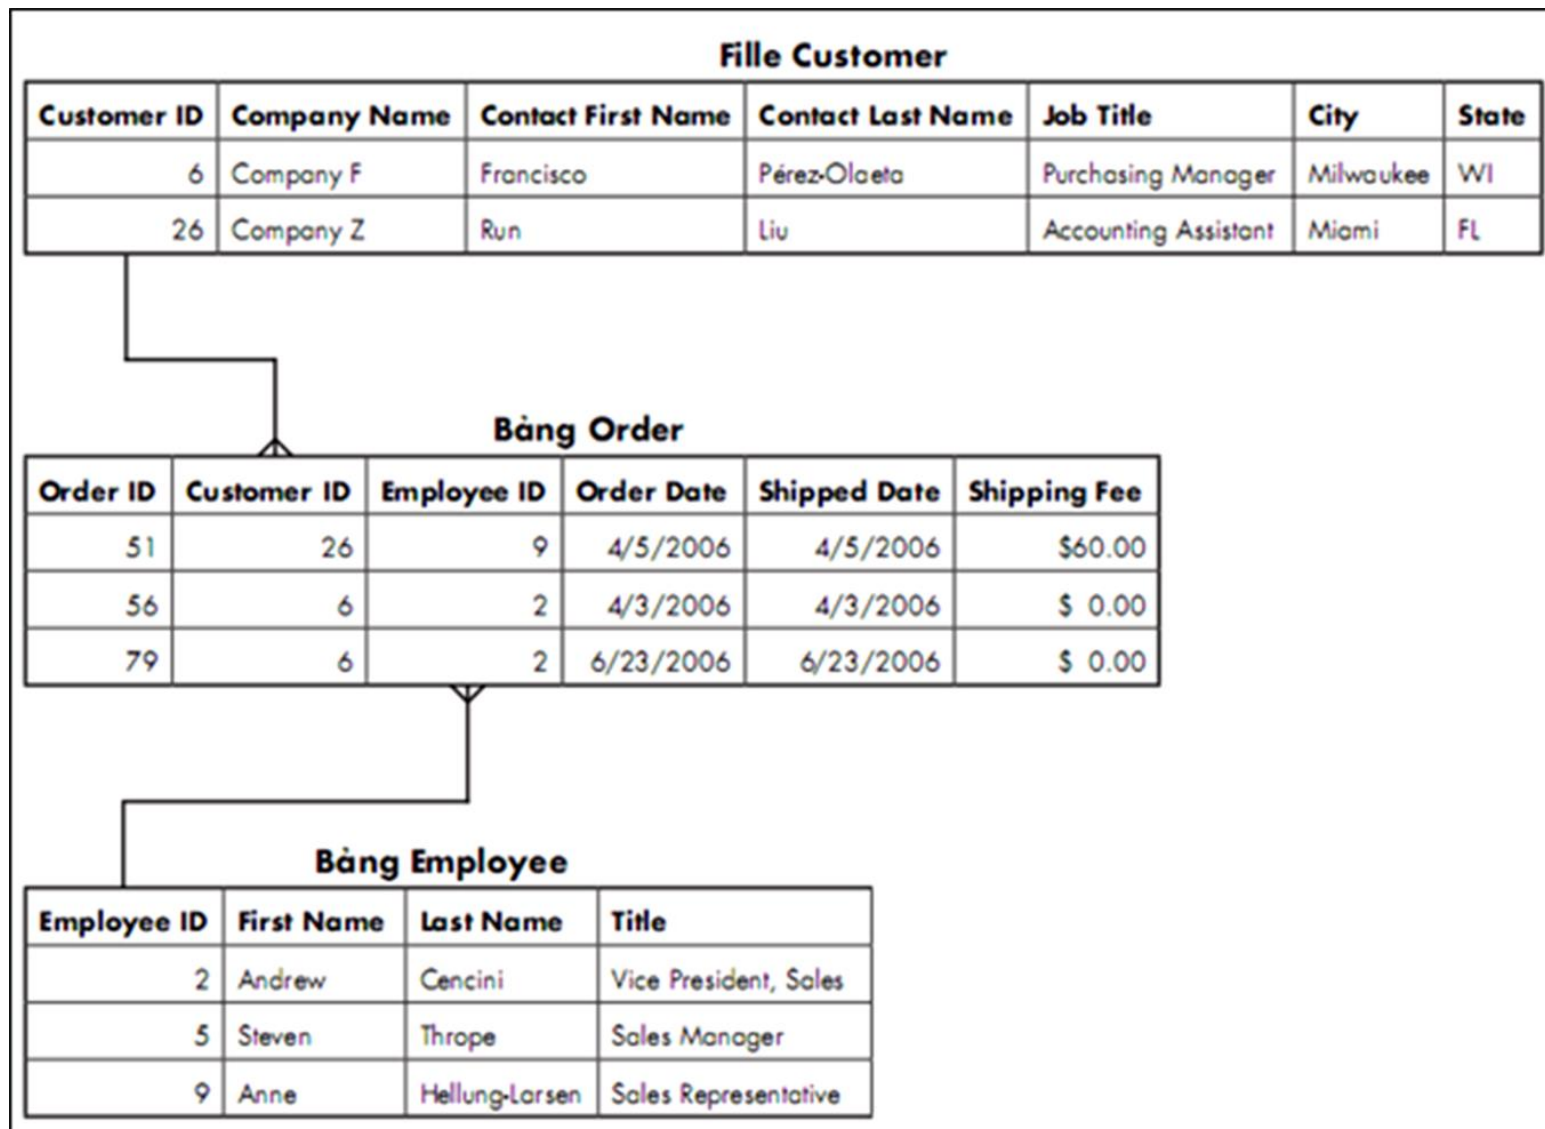 Fille Customer
Customer ID Company Name Contact First Name Contact Last Name Job Title City State
6 Company F Francisco Pérez-Olaeta Purchasing Manager Milwaukee WI
26 Company Z Run Liu Accounting Assistant Miami FL
Bảng Order
Order ID Customer ID Employee ID Order Date Shipped Date Shipping Fee
51 26 9 4/5/2006 4/5/2006 $60.00
56 6 2 4/3/2006 4/3/2006 $ 0.00
79 6 2 6/23/2006 6/23/2006 $ 0.00
Bảng Employee
Employee ID First Name Last Name Title
2 Andrew Cencini Vice President, Sales
5 Steven Thrope Sales Manager
9 Anne Hellung-Larsen Sales Representative